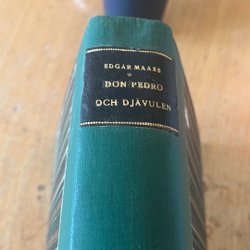 EDGAR MAASS
DON PEDRO
OCH DJÄVULEN